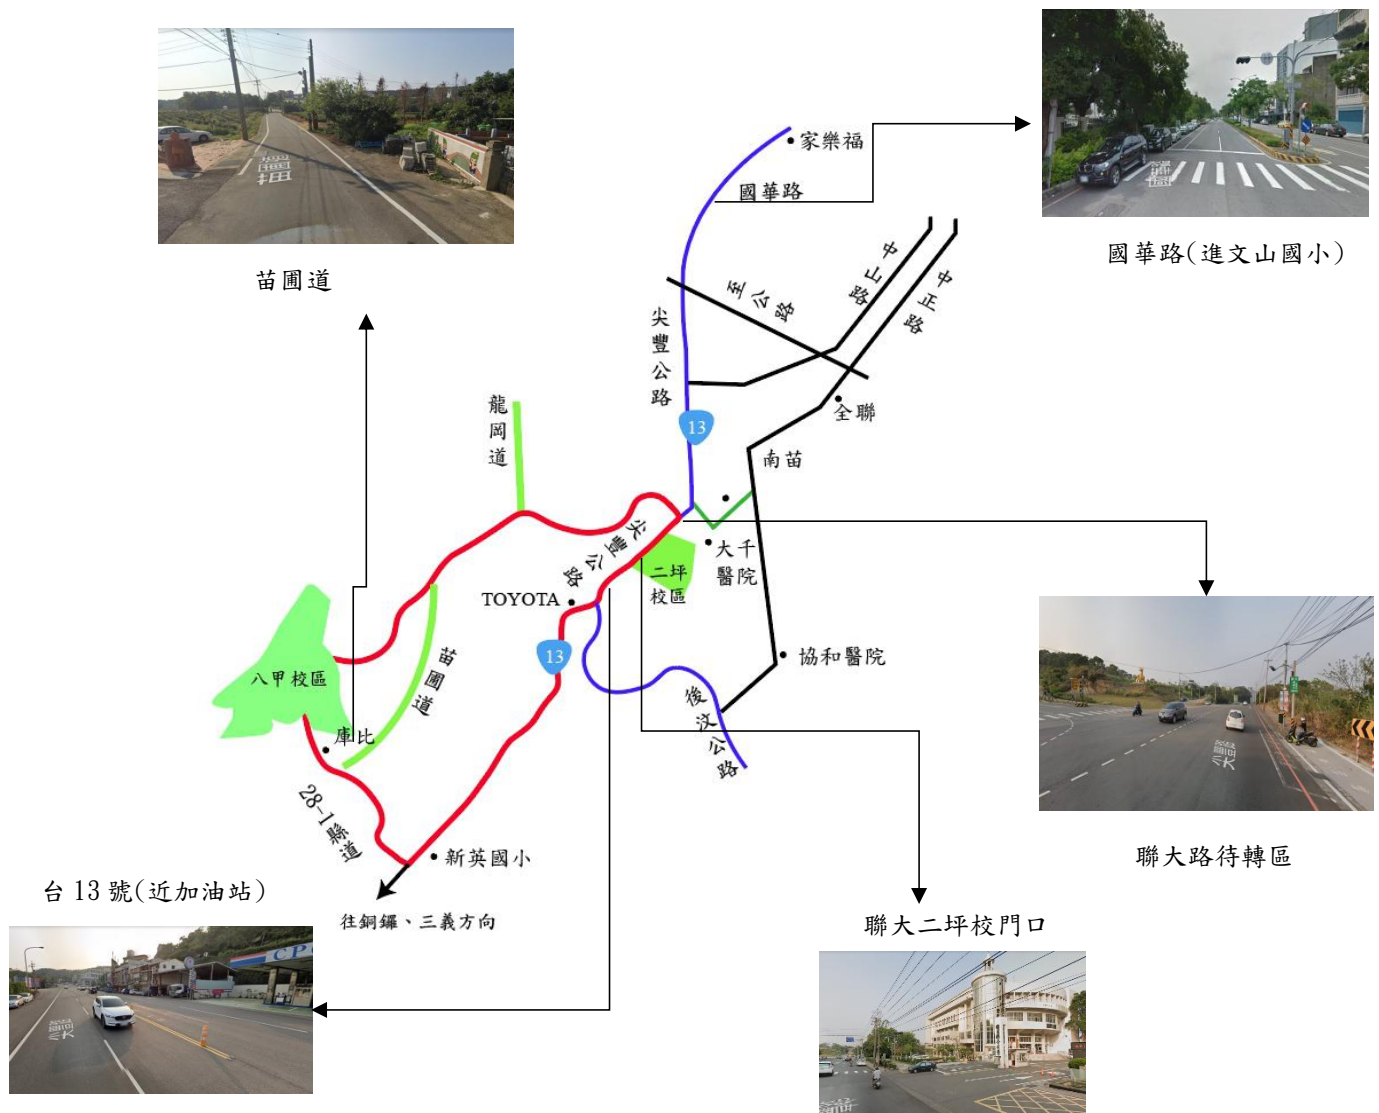 家樂福
國華路
國華路(進文山國小)
苗圃道
中山路
中正路
至公路
尖豐公路
全聯
13
龍岡道
南苗
尖豐公路
大千
醫院
二坪
校區
TOYOTA
13
協和醫院
八甲校區
苗圃道
後汶公路
庫比
28-1縣道
新英國小
往銅鑼、三義方向
聯大路待轉區
台 13 號(近加油站)
聯大二坪校門口
CP